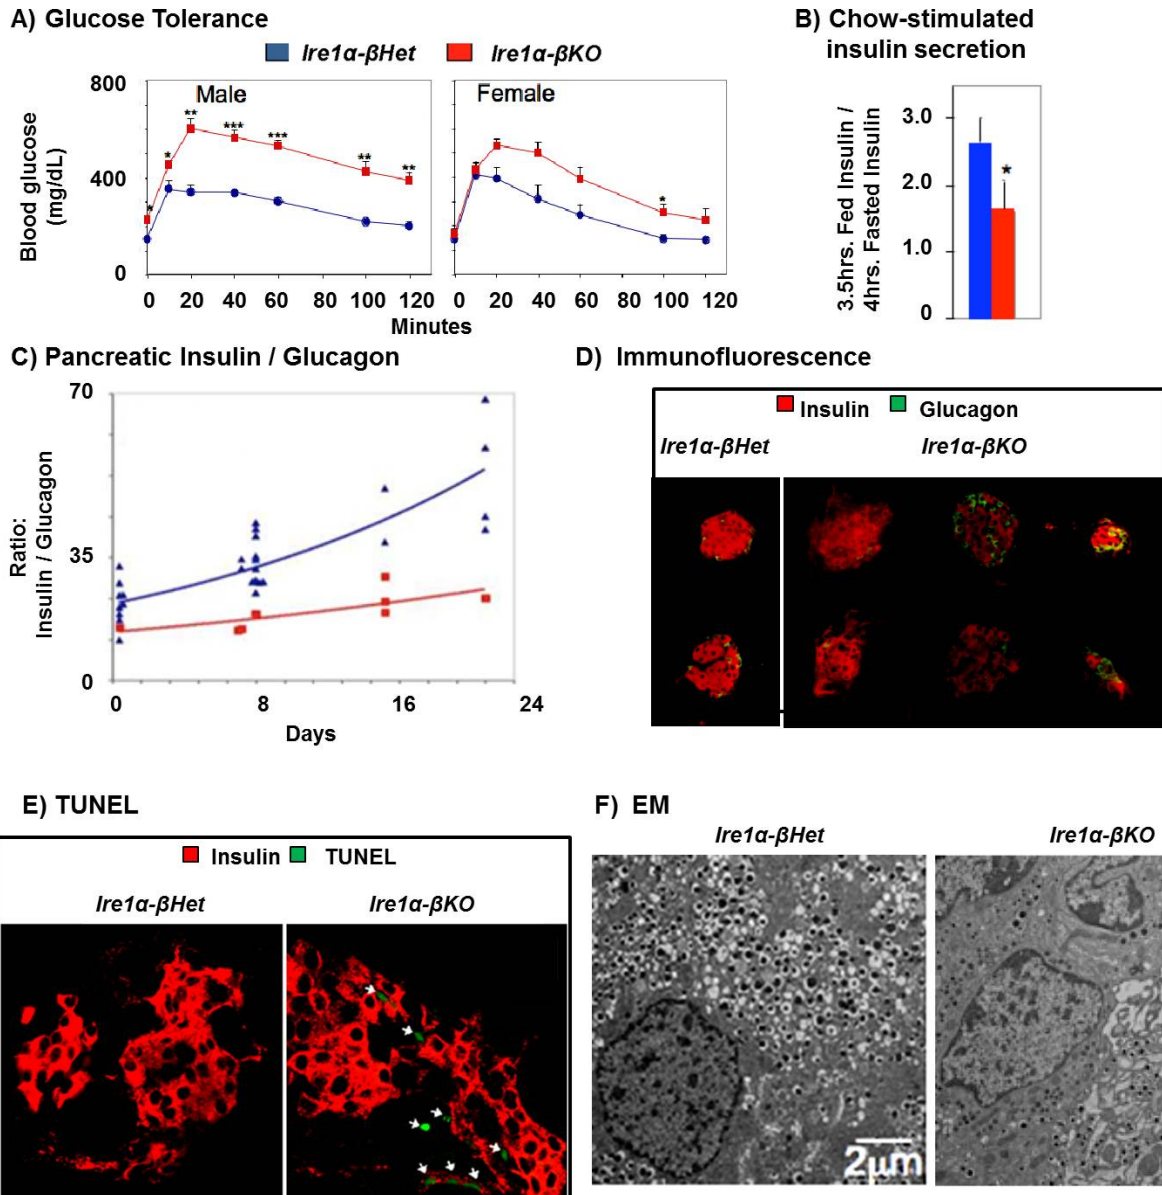 A) Glucose Tolerance
Ire1α-βHet Ire1α-βKO
Blood glucose
(mg/dL)
800
400
0
Male
* * ** *** *** ** **
0 20 40 60 80 100 120
Female
*
0 20 40 60 80 100 120
Minutes
B) Chow-stimulated
insulin secretion
3.5hrs. Fed Insulin /
4hrs. Fasted Insulin
3.0
2.0
1.0
0
*
C) Pancreatic Insulin / Glucagon
Ratio:
Insulin / Glucagon
70
35
0
0 8 16 24
Days
D) Immunofluorescence
Insulin Glucagon
Ire1α-βHet Ire1α-βKO
E) TUNEL
Insulin TUNEL
Ire1α-βHet Ire1α-βKO
F) EM
Ire1α-βHet Ire1α-βKO
2μm